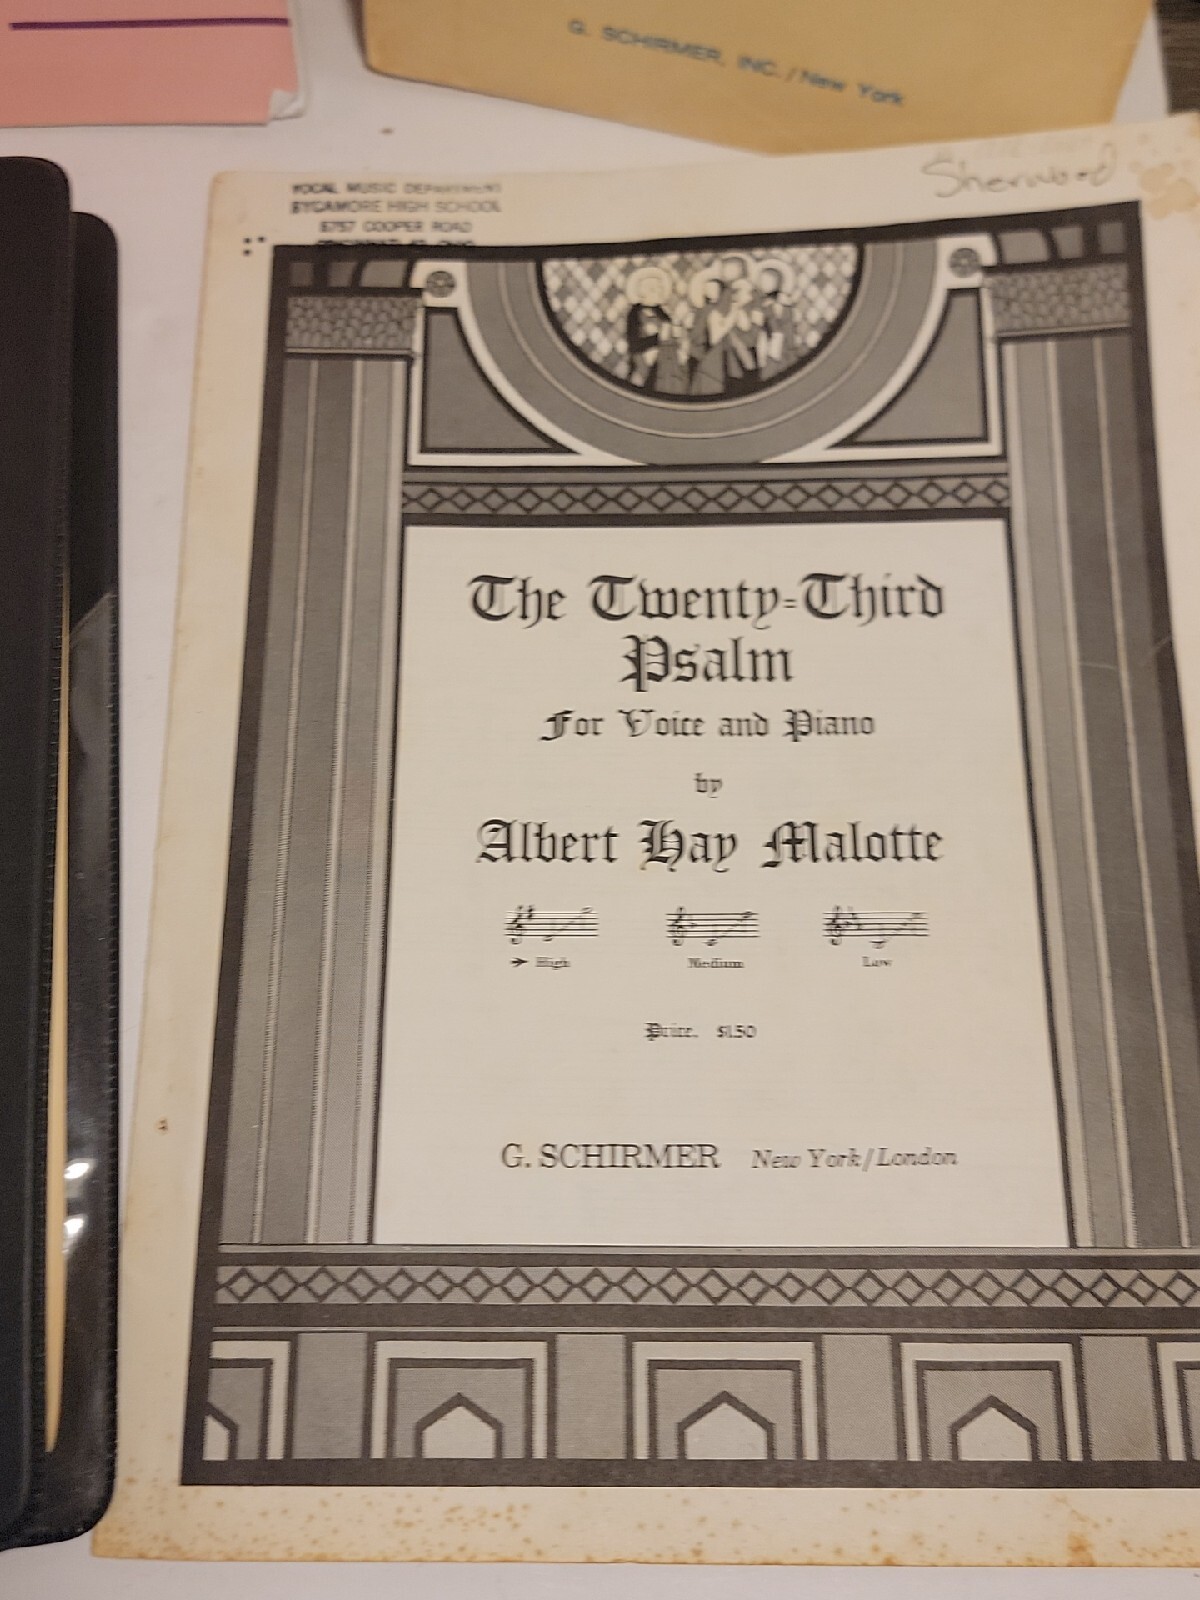 G. SCHIRMER, INC. / New York
Sherwood
VOCAL MUSIC DEPARTMENT
SYCAMORE HIGH SCHOOL
5757 COOPER ROAD
The Twenty-Third
Psalm
For Voice and Piano
by
Albert Hay Malotte
High Medium Low
Price, $1.50
G. SCHIRMER New York/London